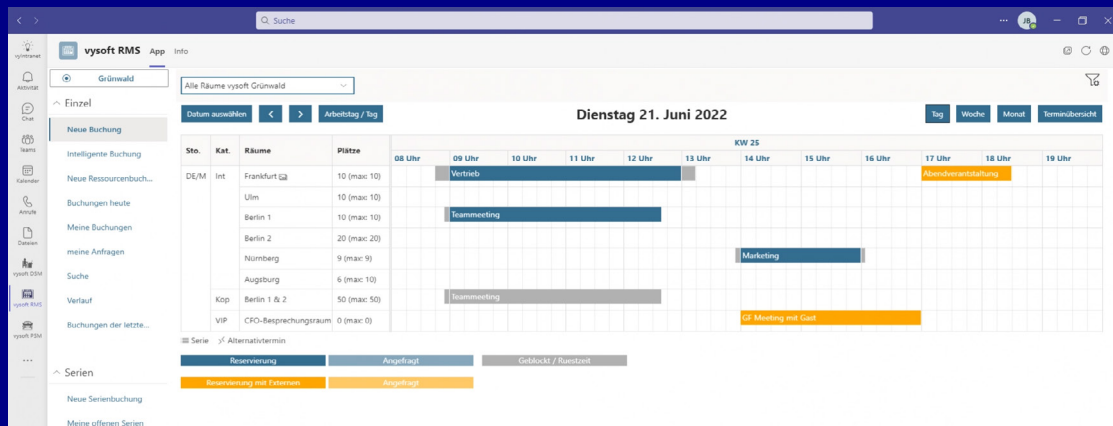 Suche
JB
vysoft RMS App Info
vyIntranet
Aktivität
Chat
Teams
Kalender
Anrufe
Dateien
vysoft DSM
vysoft RMS
vysoft PSM
Grünwald
Einzel
Neue Buchung
Intelligente Buchung
Neue Ressourcenbuch...
Buchungen heute
Meine Buchungen
meine Anfragen
Suche
Verlauf
Buchungen der letzte...
Serien
Neue Serienbuchung
Meine offenen Serien
Alle Räume vysoft Grünwald
Datum auswählen Arbeitstag / Tag Dienstag 21. Juni 2022 Tag Woche Monat Terminübersicht
Sto. Kat. Räume Plätze KW 25
08 Uhr 09 Uhr 10 Uhr 11 Uhr 12 Uhr 13 Uhr 14 Uhr 15 Uhr 16 Uhr 17 Uhr 18 Uhr 19 Uhr
DE/M Int Frankfurt 10 (max: 10) Vertrieb Abendverantstaltung
Ulm 10 (max: 10)
Berlin 1 10 (max: 10) Teammeeting
Berlin 2 20 (max: 20)
Nürnberg 9 (max: 9) Marketing
Augsburg 6 (max: 10)
Kop Berlin 1 & 2 50 (max: 50) Teammeeting
VIP CFO-Besprechungsraum 0 (max: 0) GF Meeting mit Gast
Serie Alternativtermin
Reservierung Angefragt Geblockt / Ruestzeit
Reservierung mit Externen Angefragt